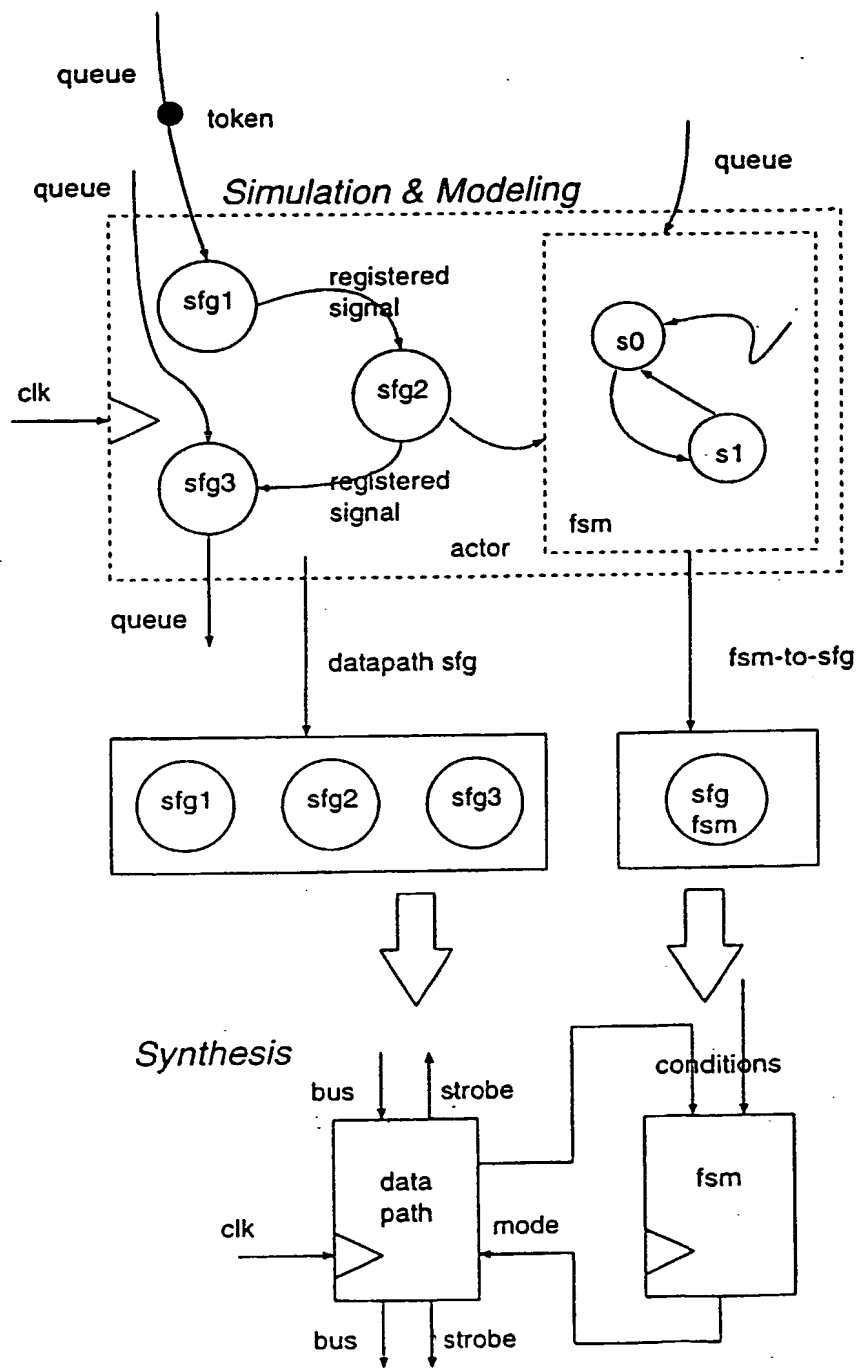 queue
token
queue
queue
Simulation & Modeling
registered
signal
sfg1
s0
clk
sfg2
s1
sfg3
registered
signal
fsm
actor
queue
datapath sfg
fsm-to-sfg
sfg1
sfg2
sfg3
sfg
fsm
Synthesis
conditions
bus
strobe
data
path
fsm
clk
mode
bus
strobe